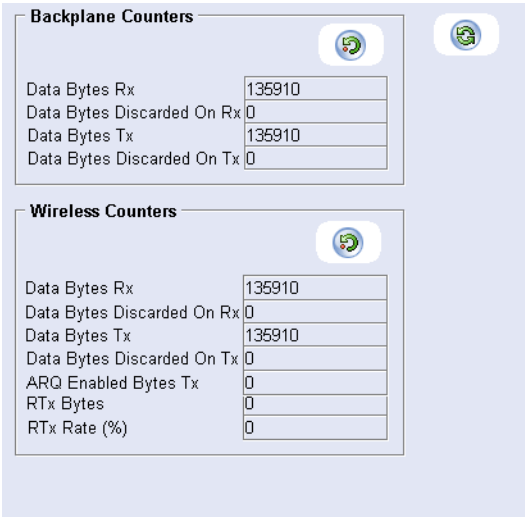 Backplane Counters
Data Bytes Rx 135910
Data Bytes Discarded On Rx 0
Data Bytes Tx 135910
Data Bytes Discarded On Tx 0
Wireless Counters
Data Bytes Rx 135910
Data Bytes Discarded On Rx 0
Data Bytes Tx 135910
Data Bytes Discarded On Tx 0
ARQ Enabled Bytes Tx 0
RTx Bytes 0
RTx Rate (%) 0